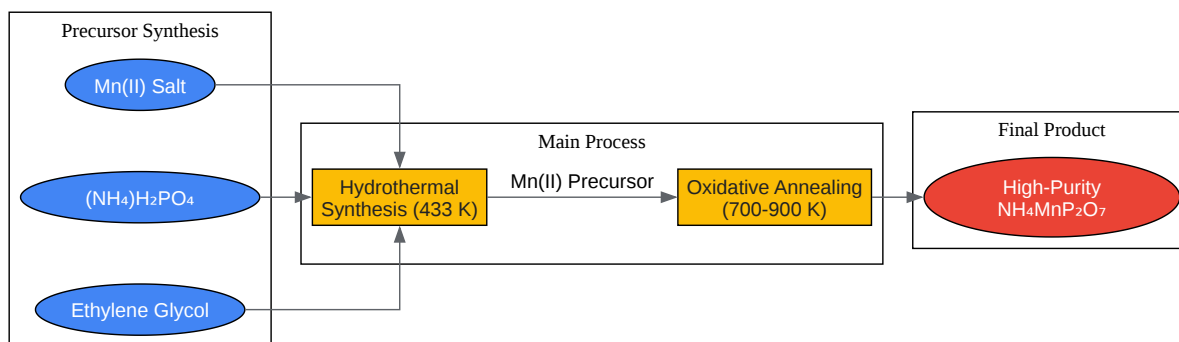 Precursor Synthesis
Mn(II) Salt
(NH₄)H₂PO₄
Ethylene Glycol
Main Process
Hydrothermal
Synthesis (433 K)
Mn(II) Precursor
Oxidative Annealing
(700-900 K)
Final Product
High-Purity
NH₄MnP₂O₇